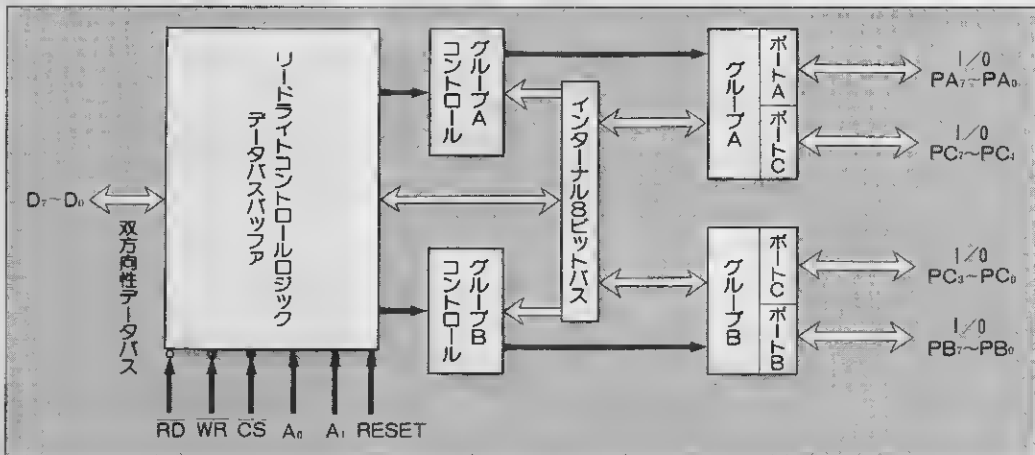 リードライトコントロールロジック
データバスバッファ
グループA
コントロール
グループB
コントロール
インターナル8ビットバス
グループA
ポートA
ポートC
グループB
ポートC
ポートB
I/O
PA₇~PA₀
I/O
PC₇~PC₄
I/O
PC₃~PC₀
I/O
PB₇~PB₀
D₇~D₀
双方向性データバス
R̅D̅ W̅R̅ C̅S̅ A₀ A₁ RESET